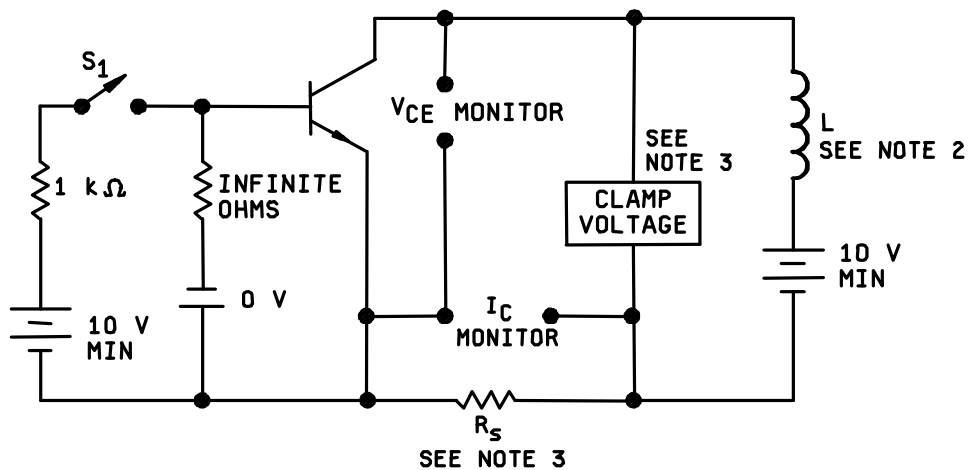 S1
1 kΩ
10 V
MIN
INFINITE
OHMS
0 V
VCE MONITOR
IC
MONITOR
RS
SEE NOTE 3
SEE
NOTE 3
CLAMP
VOLTAGE
L
SEE NOTE 2
10 V
MIN